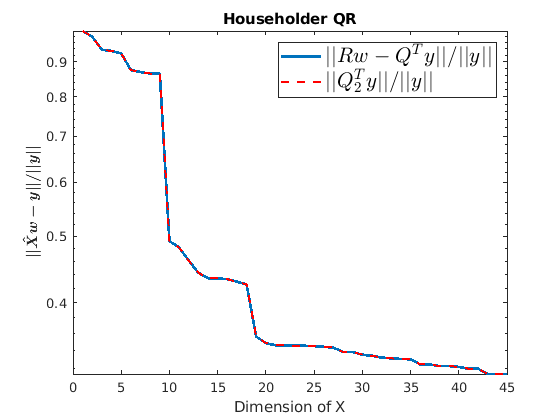 Householder QR
||Rw − Q^T y||/||y||
||Q_2^T y||/||y||
||X̂w − y||/||y||
0.9
0.8
0.7
0.6
0.5
0.4
0 5 10 15 20 25 30 35 40 45
Dimension of X